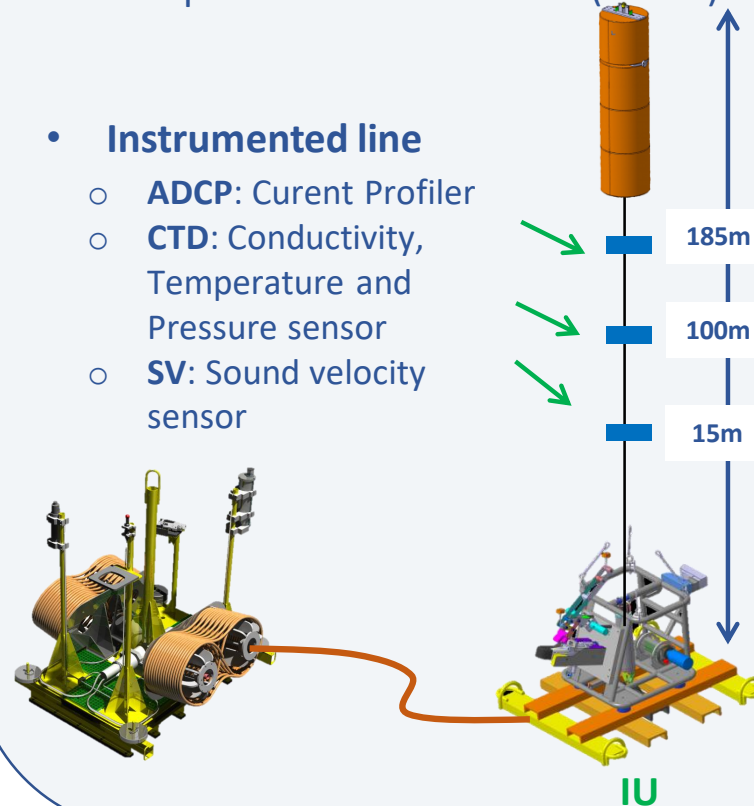 • Instrumented line
o ADCP: Curent Profiler
o CTD: Conductivity,
Temperature and
Pressure sensor
o SV: Sound velocity
sensor
185m
100m
15m
IU